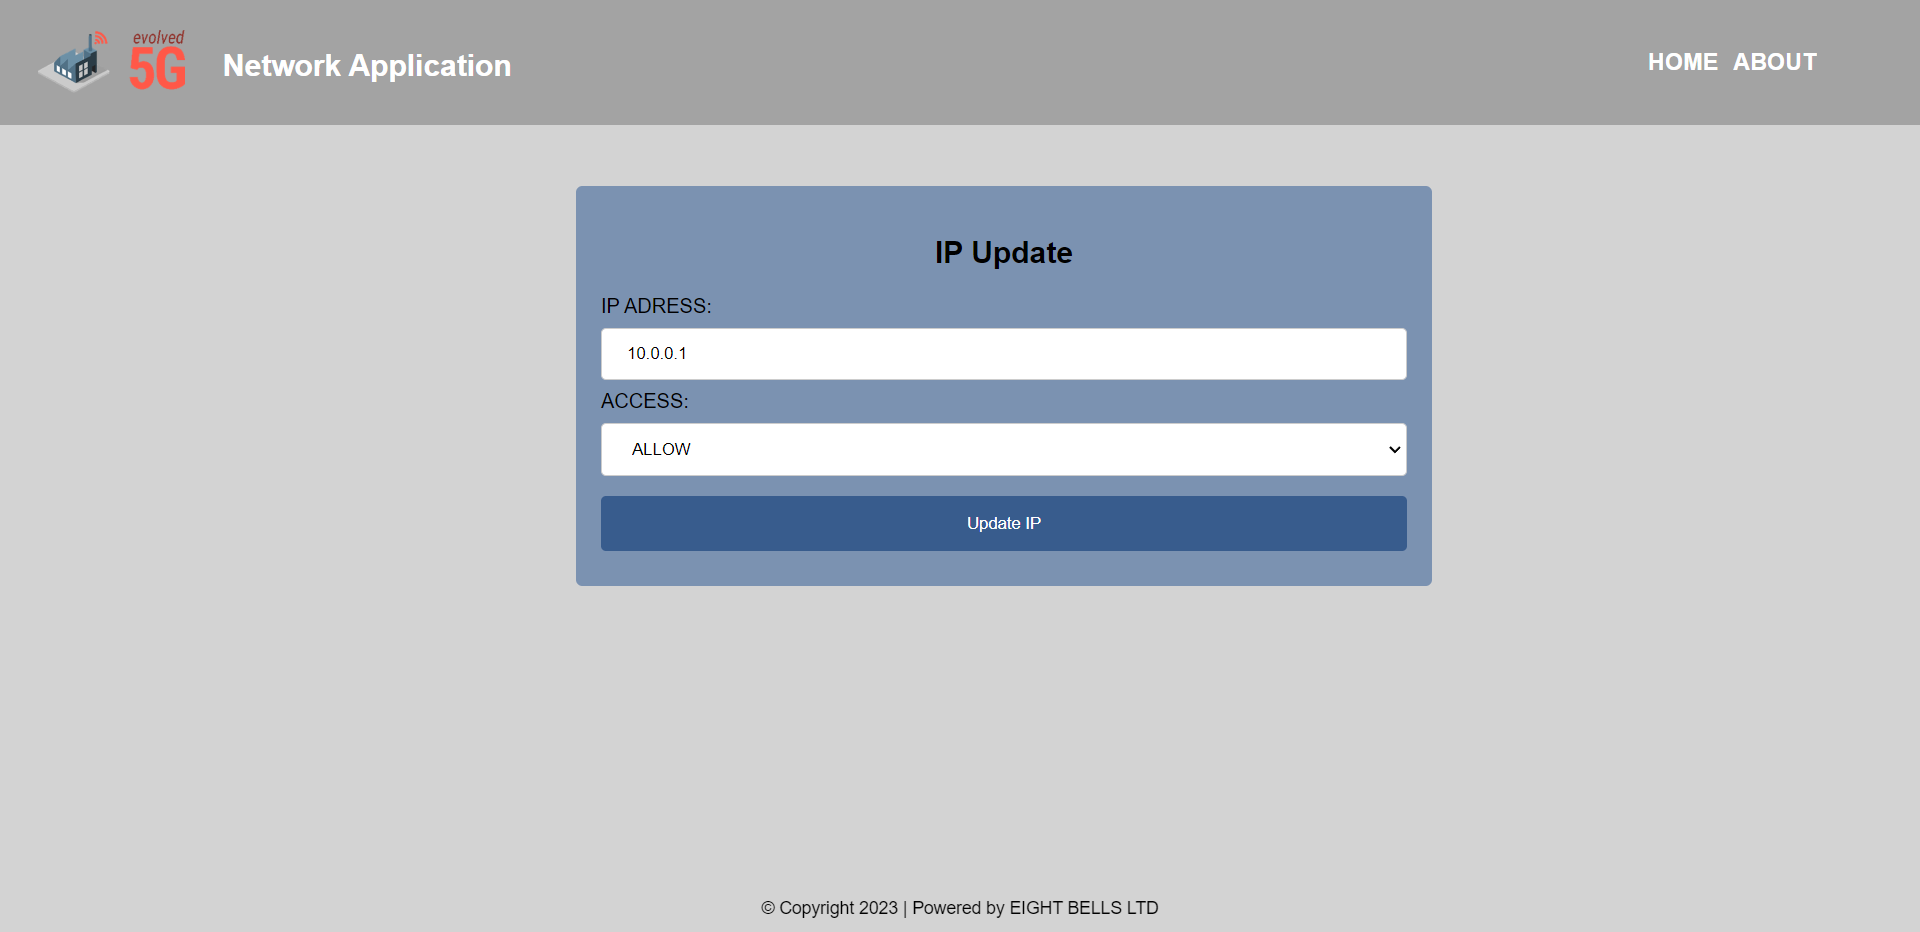 evolved
5G
Network Application
HOME ABOUT
IP Update
IP ADRESS:
10.0.0.1
ACCESS:
ALLOW
Update IP
© Copyright 2023 | Powered by EIGHT BELLS LTD